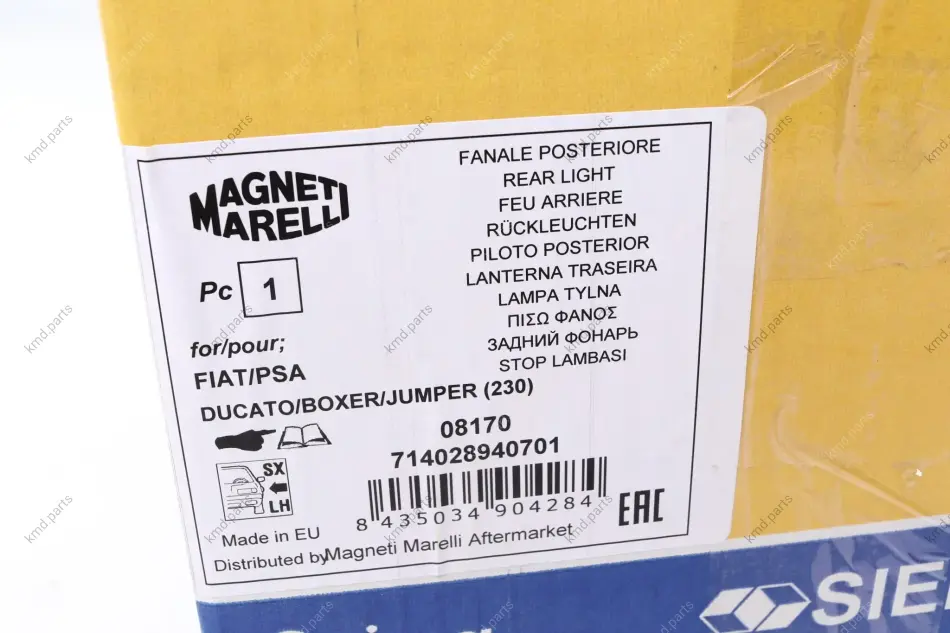 MAGNETI
MARELLI
Pc 1
for/pour;
FIAT/PSA
DUCATO/BOXER/JUMPER (230)
FANALE POSTERIORE
REAR LIGHT
FEU ARRIERE
RÜCKLEUCHTEN
PILOTO POSTERIOR
LANTERNA TRASEIRA
LAMPA TYLNA
ΠΙΣΩ ΦΑΝΟΣ
ЗАДНИЙ ФОНАРЬ
STOP LAMBASI
08170
714028940701
SX
LH
8 435034 904284
EAC
Made in EU
Distributed by Magneti Marelli Aftermarket
SIE
kmd.parts